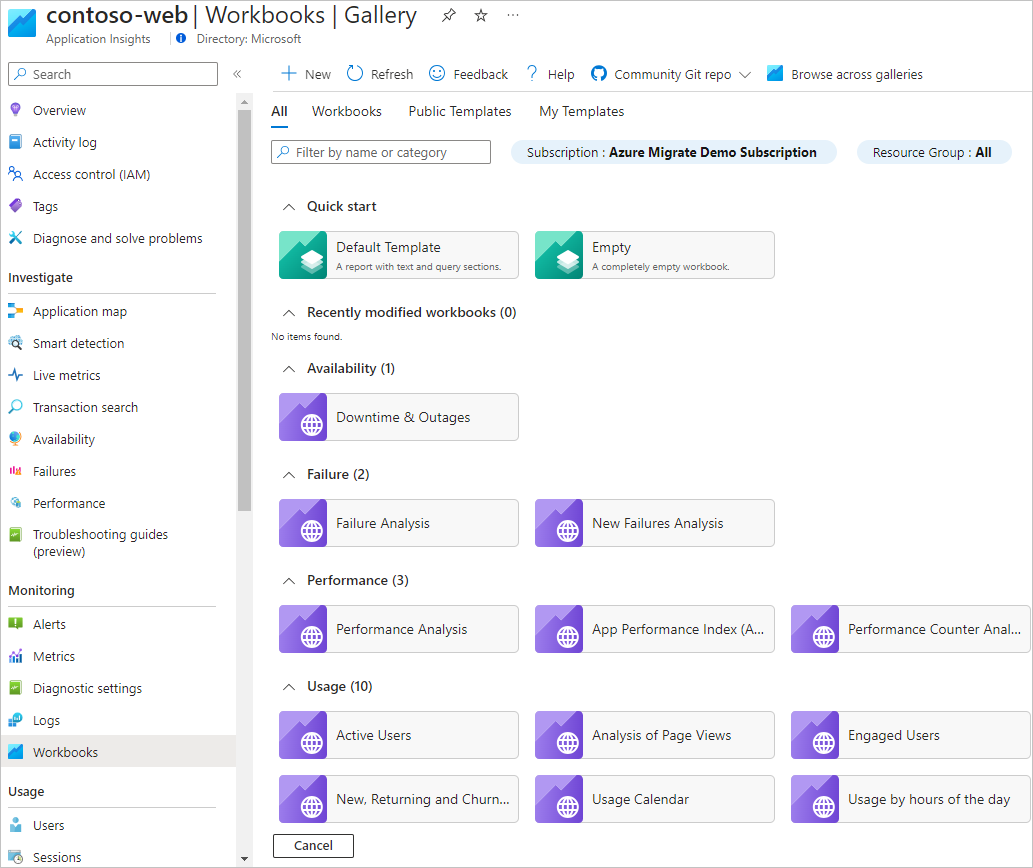 contoso-web | Workbooks | Gallery
Application Insights
Directory: Microsoft
Search
New
Refresh
Feedback
Help
Community Git repo
Browse across galleries
Overview
Activity log
Access control (IAM)
Tags
Diagnose and solve problems
Investigate
Application map
Smart detection
Live metrics
Transaction search
Availability
Failures
Performance
Troubleshooting guides
(preview)
Monitoring
Alerts
Metrics
Diagnostic settings
Logs
Workbooks
Usage
Users
Sessions
All
Workbooks
Public Templates
My Templates
Filter by name or category
Subscription : Azure Migrate Demo Subscription
Resource Group : All
Quick start
Default Template
A report with text and query sections.
Empty
A completely empty workbook.
Recently modified workbooks (0)
No items found.
Availability (1)
Downtime & Outages
Failure (2)
Failure Analysis
New Failures Analysis
Performance (3)
Performance Analysis
App Performance Index (A...
Performance Counter Anal...
Usage (10)
Active Users
Analysis of Page Views
Engaged Users
New, Returning and Churn...
Usage Calendar
Usage by hours of the day
Cancel